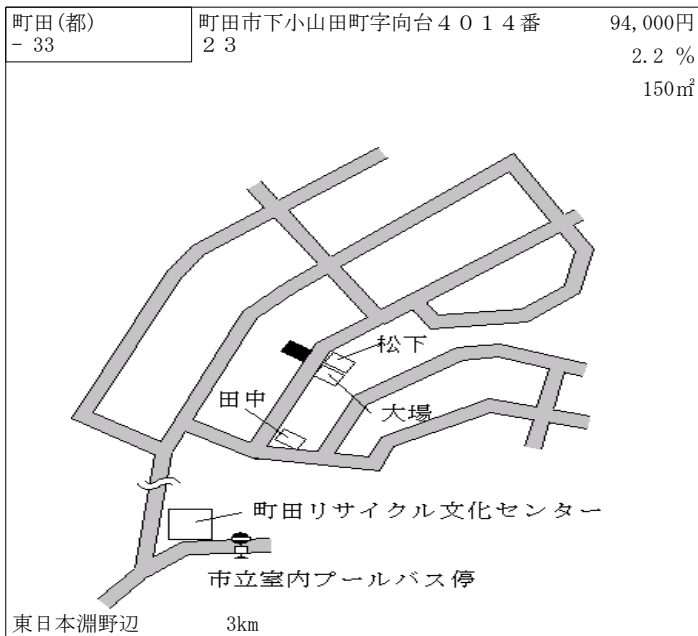 町田(都)
- 33
町田市下小山田町字向台４０１４番
２３
94,000円
2.2 %
150㎡
松下
田中
大場
町田リサイクル文化センター
市立室内プールバス停
東日本淵野辺 3km